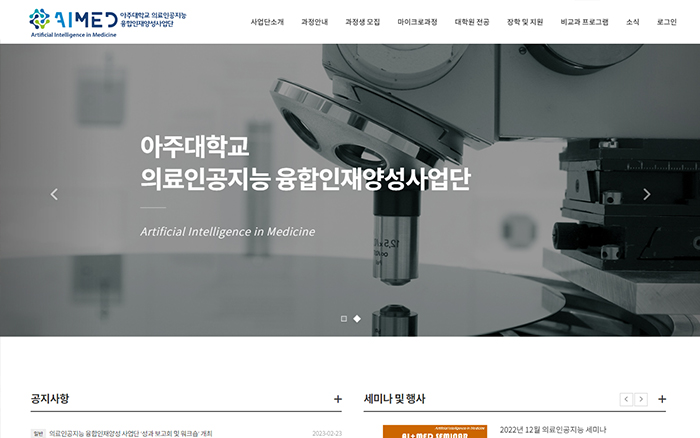 AIMED 아주대학교 의료인공지능
융합인재양성사업단
Artificial Intelligence in Medicine
사업단소개 과정안내 과정생 모집 마이크로과정 대학원 전공 장학 및 지원 비교과 프로그램 소식 로그인
아주대학교
의료인공지능 융합인재양성사업단
Artificial Intelligence in Medicine
12,5
공지사항 +
세미나 및 행사 < > +
일반 의료인공지능 융합인재양성 사업단 '성과 보고회 및 워크숍' 개최 2023-02-23
Artificial Intelligence in Medicine
AI+MED SEMINAR
2022년 12월 의료인공지능 세미나